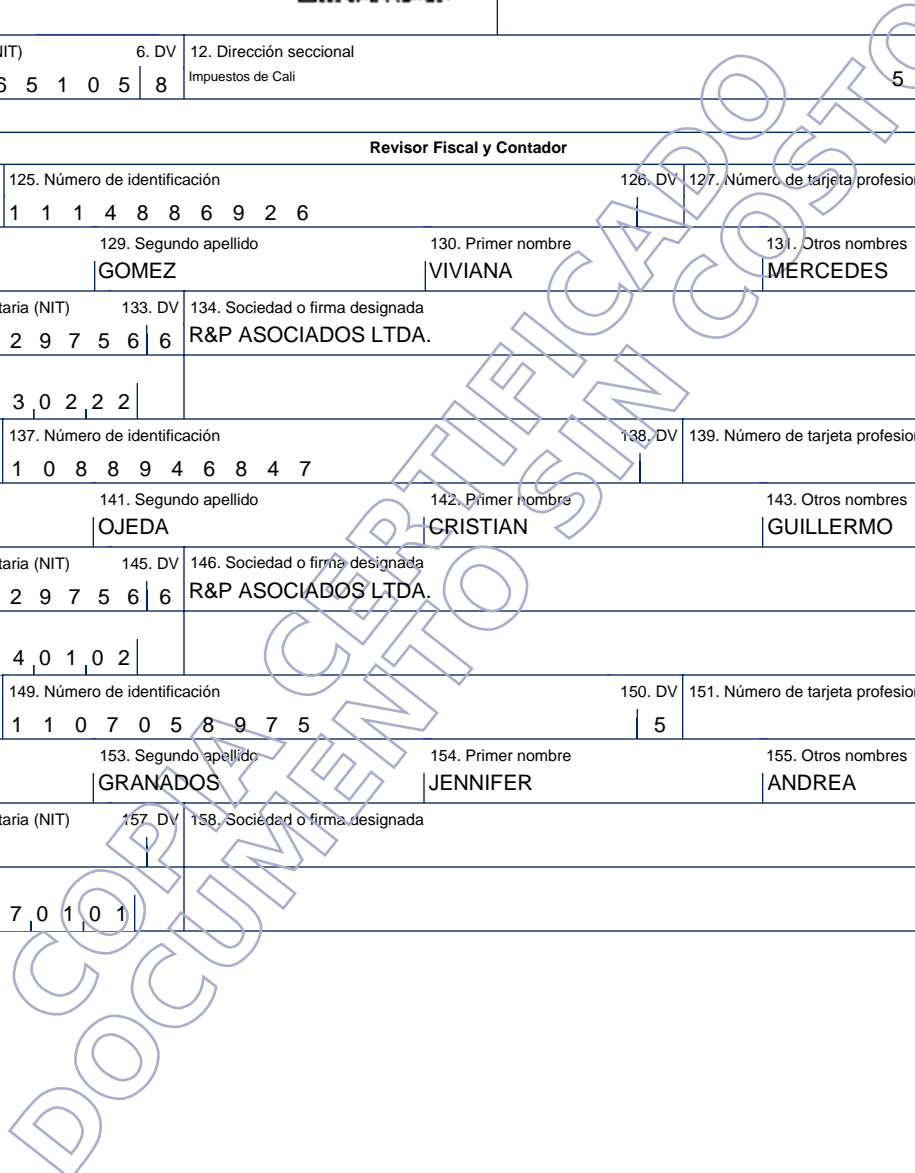 6. DV 12. Dirección seccional
5 1 0 5 8 Impuestos de Cali 5
Revisor Fiscal y Contador
125. Número de identificación 126. DV 127. Número de tarjeta profesion
1 1 1 4 8 8 6 9 2 6
129. Segundo apellido 130. Primer nombre 131. Otros nombres
GOMEZ VIVIANA MERCEDES
taria (NIT) 133. DV 134. Sociedad o firma designada
2 9 7 5 6 6 R&P ASOCIADOS LTDA.
3 0 2 2 2
137. Número de identificación 138. DV 139. Número de tarjeta profesion
1 0 8 8 9 4 6 8 4 7
141. Segundo apellido 142. Primer nombre 143. Otros nombres
OJEDA CRISTIAN GUILLERMO
taria (NIT) 145. DV 146. Sociedad o firma designada
2 9 7 5 6 6 R&P ASOCIADOS LTDA.
4 0 1 0 2
149. Número de identificación 150. DV 151. Número de tarjeta profesion
1 1 0 7 0 5 8 9 7 5 5
153. Segundo apellido 154. Primer nombre 155. Otros nombres
GRANADOS JENNIFER ANDREA
taria (NIT) 157. DV 158. Sociedad o firma designada
7 0 1 0 1
COPIA CERTIFICADO
DOCUMENTO SIN COSTO